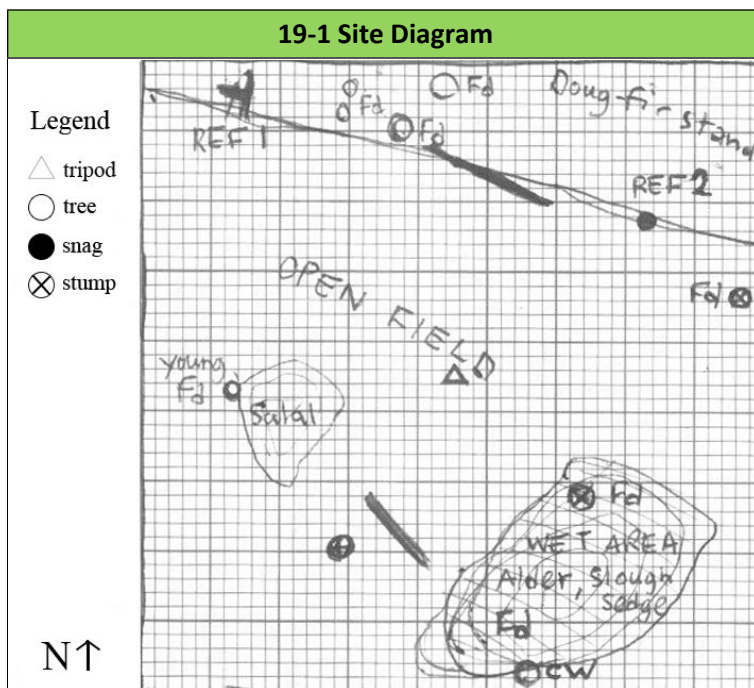 19-1 Site Diagram
Legend
tripod
tree
snag
stump
N↑
REF 1
Fd
Fd
Fd
Doug-fir stand
REF 2
Fd
OPEN FIELD
young
Fd
Salal
Fd
WET AREA
Alder, Slough
Sedge
Fd
CW